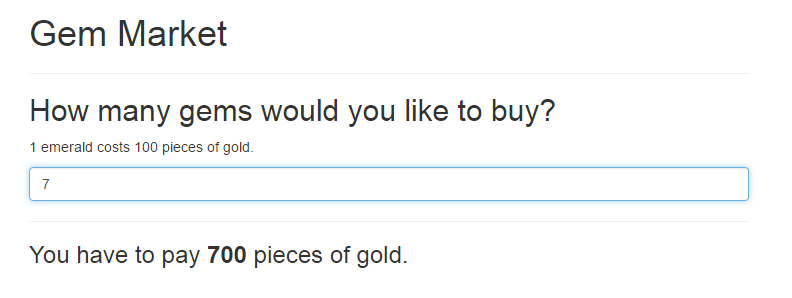 Gem Market
How many gems would you like to buy?
1 emerald costs 100 pieces of gold.
7
You have to pay 700 pieces of gold.